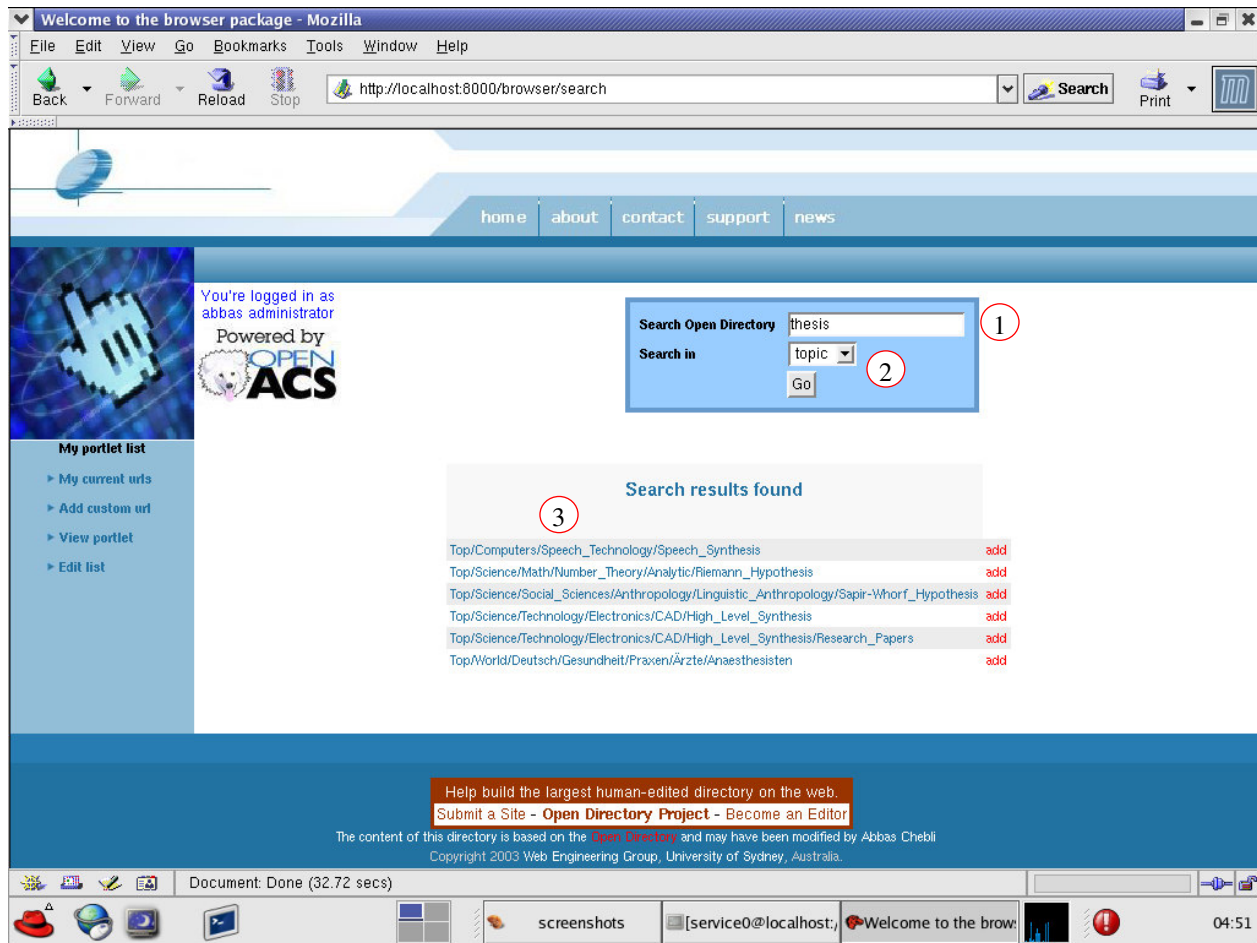 Welcome to the browser package - Mozilla
File Edit View Go Bookmarks Tools Window Help
Back Forward Reload Stop http://localhost:8000/browser/search Search Print
home about contact support news
You're logged in as
abbas administrator
Powered by
OPEN
ACS
Search Open Directory thesis 1
Search in topic 2
Go
My portlet list
My current urls
Add custom url
View portlet
Edit list
Search results found
3
Top/Computers/Speech_Technology/Speech_Synthesis add
Top/Science/Math/Number_Theory/Analytic/Riemann_Hypothesis add
Top/Science/Social_Sciences/Anthropology/Linguistic_Anthropology/Sapir-Whorf_Hypothesis add
Top/Science/Technology/Electronics/CAD/High_Level_Synthesis add
Top/Science/Technology/Electronics/CAD/High_Level_Synthesis/Research_Papers add
Top/World/Deutsch/Gesundheit/Praxen/Ärzte/Anaesthesisten add
Help build the largest human-edited directory on the web.
Submit a Site - Open Directory Project - Become an Editor
The content of this directory is based on the Open Directory and may have been modified by Abbas Chebli
Copyright 2003 Web Engineering Group, University of Sydney, Australia.
Document: Done (32.72 secs)
screenshots [service0@localhost:/ Welcome to the brow 04:51